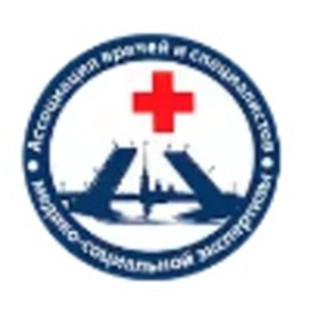 Ассоциация врачей и специалистов
медико-социальной экспертизы